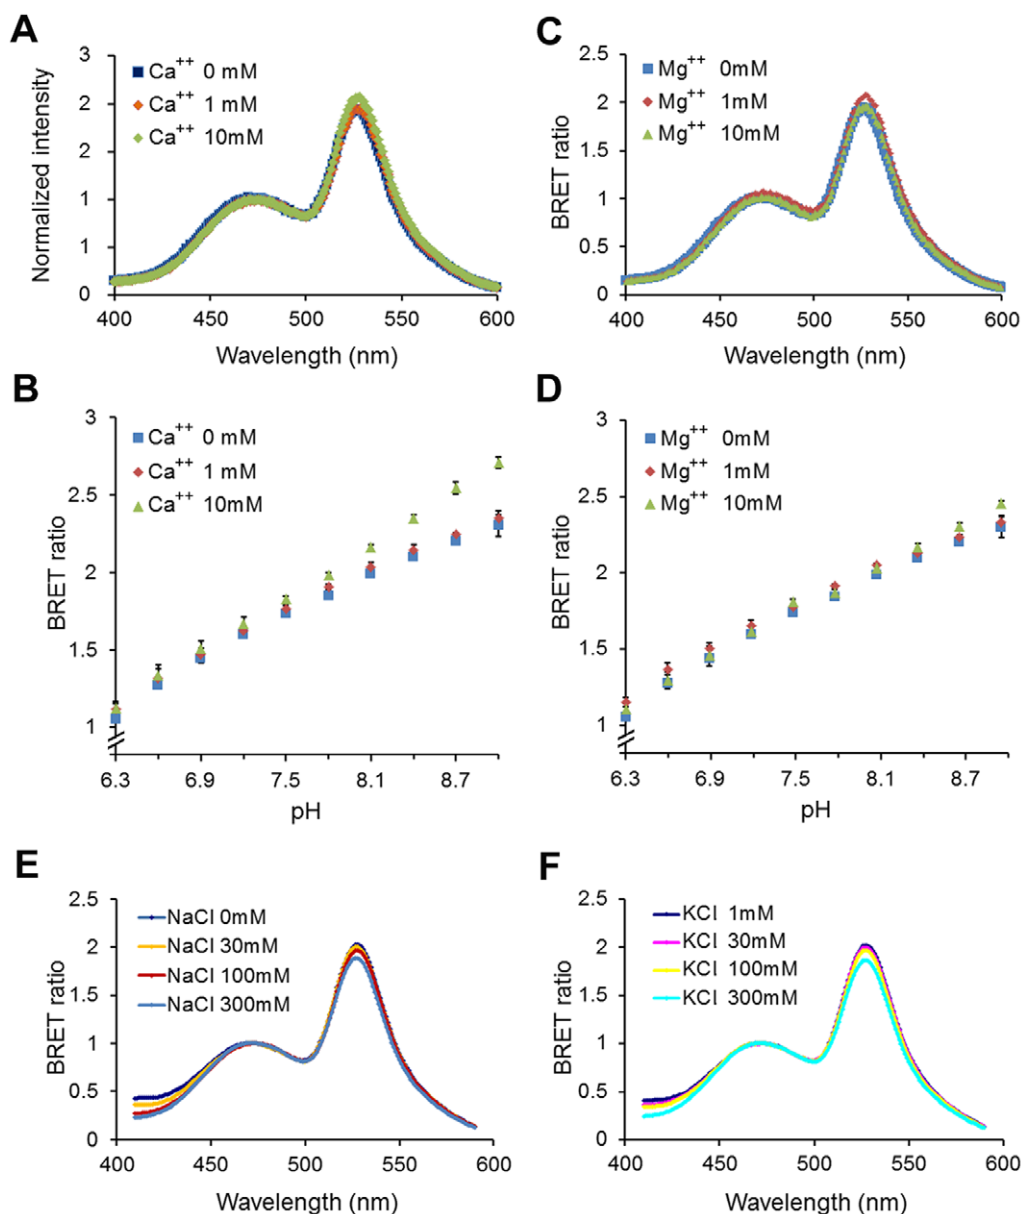 A
Normalized intensity
3
2
2
1
1
0
Ca++ 0 mM
Ca++ 1 mM
Ca++ 10mM
400 450 500 550 600
Wavelength (nm)
C
BRET ratio
2.5
2
1.5
1
0.5
0
Mg++ 0mM
Mg++ 1mM
Mg++ 10mM
400 450 500 550 600
Wavelength (nm)
B
BRET ratio
3
2.5
2
1.5
1
Ca++ 0 mM
Ca++ 1 mM
Ca++ 10mM
6.3 6.9 7.5 8.1 8.7
pH
D
BRET ratio
3
2.5
2
1.5
1
Mg++ 0mM
Mg++ 1mM
Mg++ 10mM
6.3 6.9 7.5 8.1 8.7
pH
E
BRET ratio
2.5
2
1.5
1
0.5
0
NaCl 0mM
NaCl 30mM
NaCl 100mM
NaCl 300mM
400 450 500 550 600
Wavelength (nm)
F
BRET ratio
2.5
2
1.5
1
0.5
0
KCl 1mM
KCl 30mM
KCl 100mM
KCl 300mM
400 450 500 550 600
Wavelength (nm)